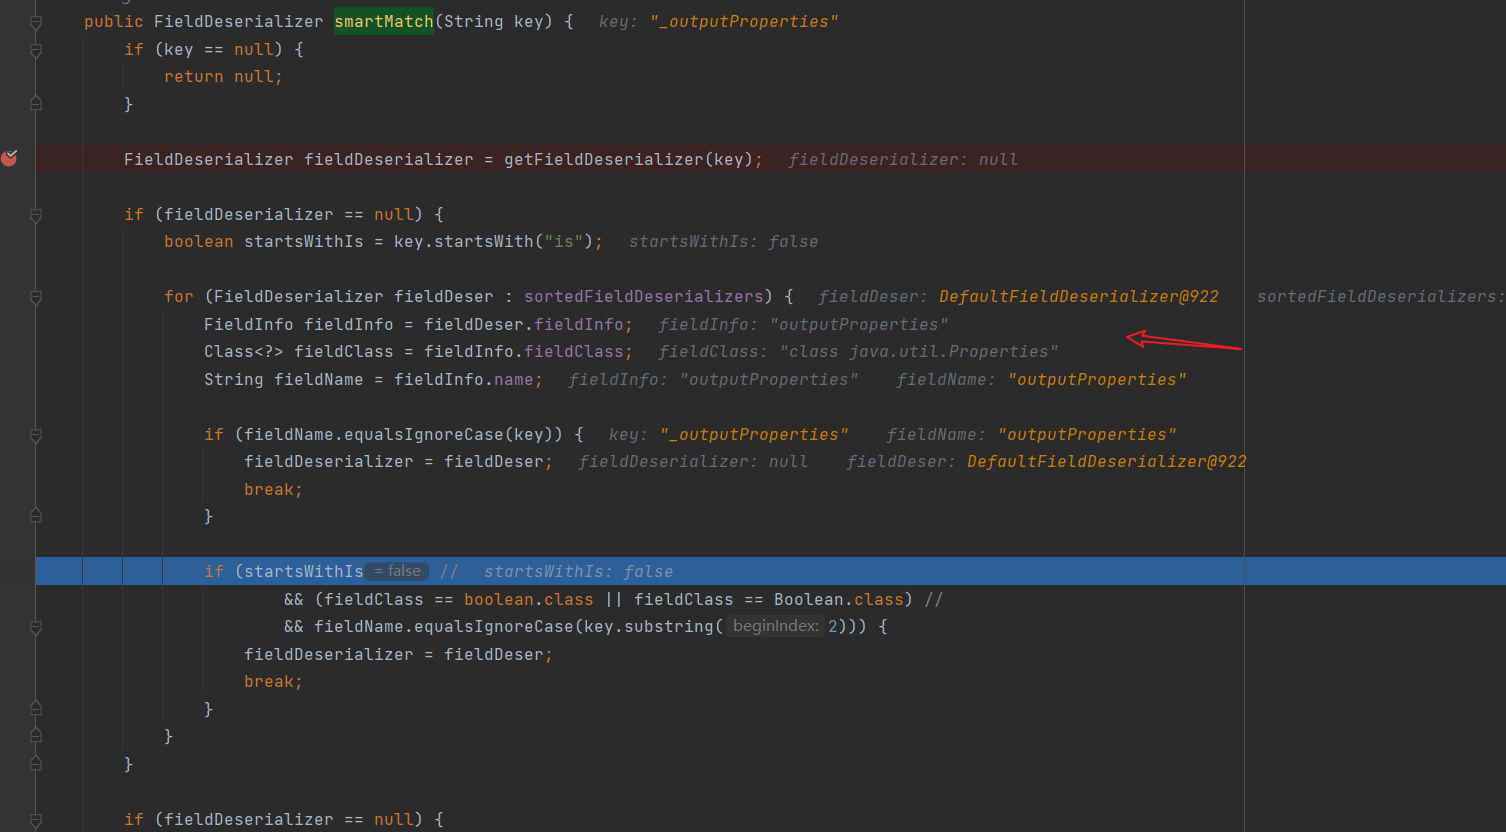 public FieldDeserializer smartMatch(String key) {   key: "_outputProperties"
if (key == null) {
return null;
}
FieldDeserializer fieldDeserializer = getFieldDeserializer(key);   fieldDeserializer: null
if (fieldDeserializer == null) {
boolean startsWithIs = key.startsWith("is");   startsWithIs: false
for (FieldDeserializer fieldDeser : sortedFieldDeserializers) {   fieldDeser: DefaultFieldDeserializer@922   sortedFieldDeserializers:
FieldInfo fieldInfo = fieldDeser.fieldInfo;   fieldInfo: "outputProperties"
Class<?> fieldClass = fieldInfo.fieldClass;   fieldClass: "class java.util.Properties"
String fieldName = fieldInfo.name;   fieldInfo: "outputProperties"   fieldName: "outputProperties"
if (fieldName.equalsIgnoreCase(key)) {   key: "_outputProperties"   fieldName: "outputProperties"
fieldDeserializer = fieldDeser;   fieldDeserializer: null   fieldDeser: DefaultFieldDeserializer@922
break;
}
if (startsWithIs = false //   startsWithIs: false
&& (fieldClass == boolean.class || fieldClass == Boolean.class) //
&& fieldName.equalsIgnoreCase(key.substring( beginIndex: 2))) {
fieldDeserializer = fieldDeser;
break;
}
}
}
if (fieldDeserializer == null) {